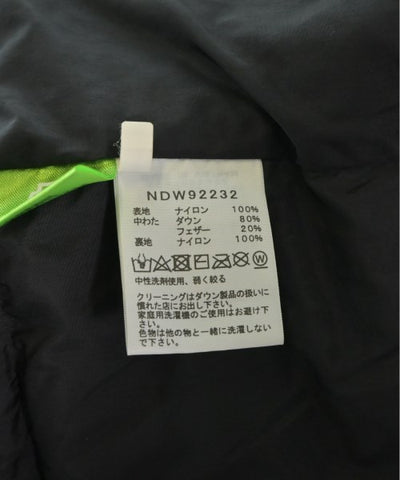 NDW92232
表地 ナイロン 100%
中わた ダウン 80%
フェザー 20%
裏地 ナイロン 100%
中性洗剤使用、弱く絞る
クリーニングはダウン製品の扱いに
慣れた店にお出し下さい。
家庭用洗濯機のご使用はお避け下
さい。
色物は他の物と一緒に洗濯しない
で下さい。